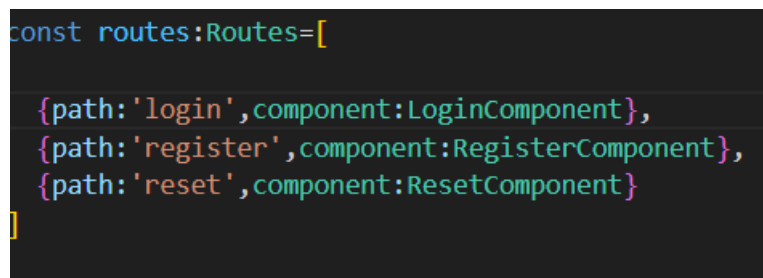 const routes:Routes=[
{path:'login',component:LoginComponent},
{path:'register',component:RegisterComponent},
{path:'reset',component:ResetComponent}
]